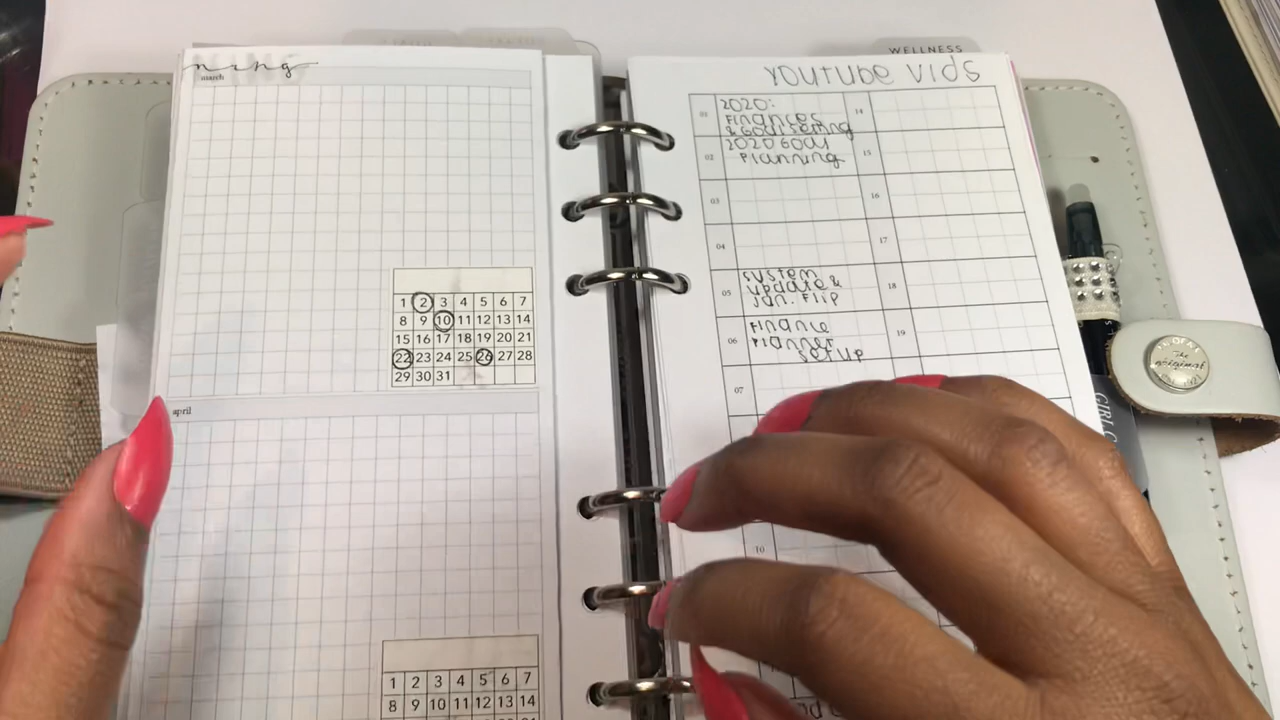 march
1 2 3 4 5 6 7
8 9 10 11 12 13 14
15 16 17 18 19 20 21
22 23 24 25 26 27 28
29 30 31
april
1 2 3 4 5 6 7
8 9 10 11 12 13 14
WELLNESS
YOUTUBE VIDS
01 2020:
Finances
& Goal Setting
02 2020 Goal
Planning
03
04
05 System
update &
Jan. Flip
06 Finance
Planner
Set Up
07
10
14
15
16
17
18
19
The
original